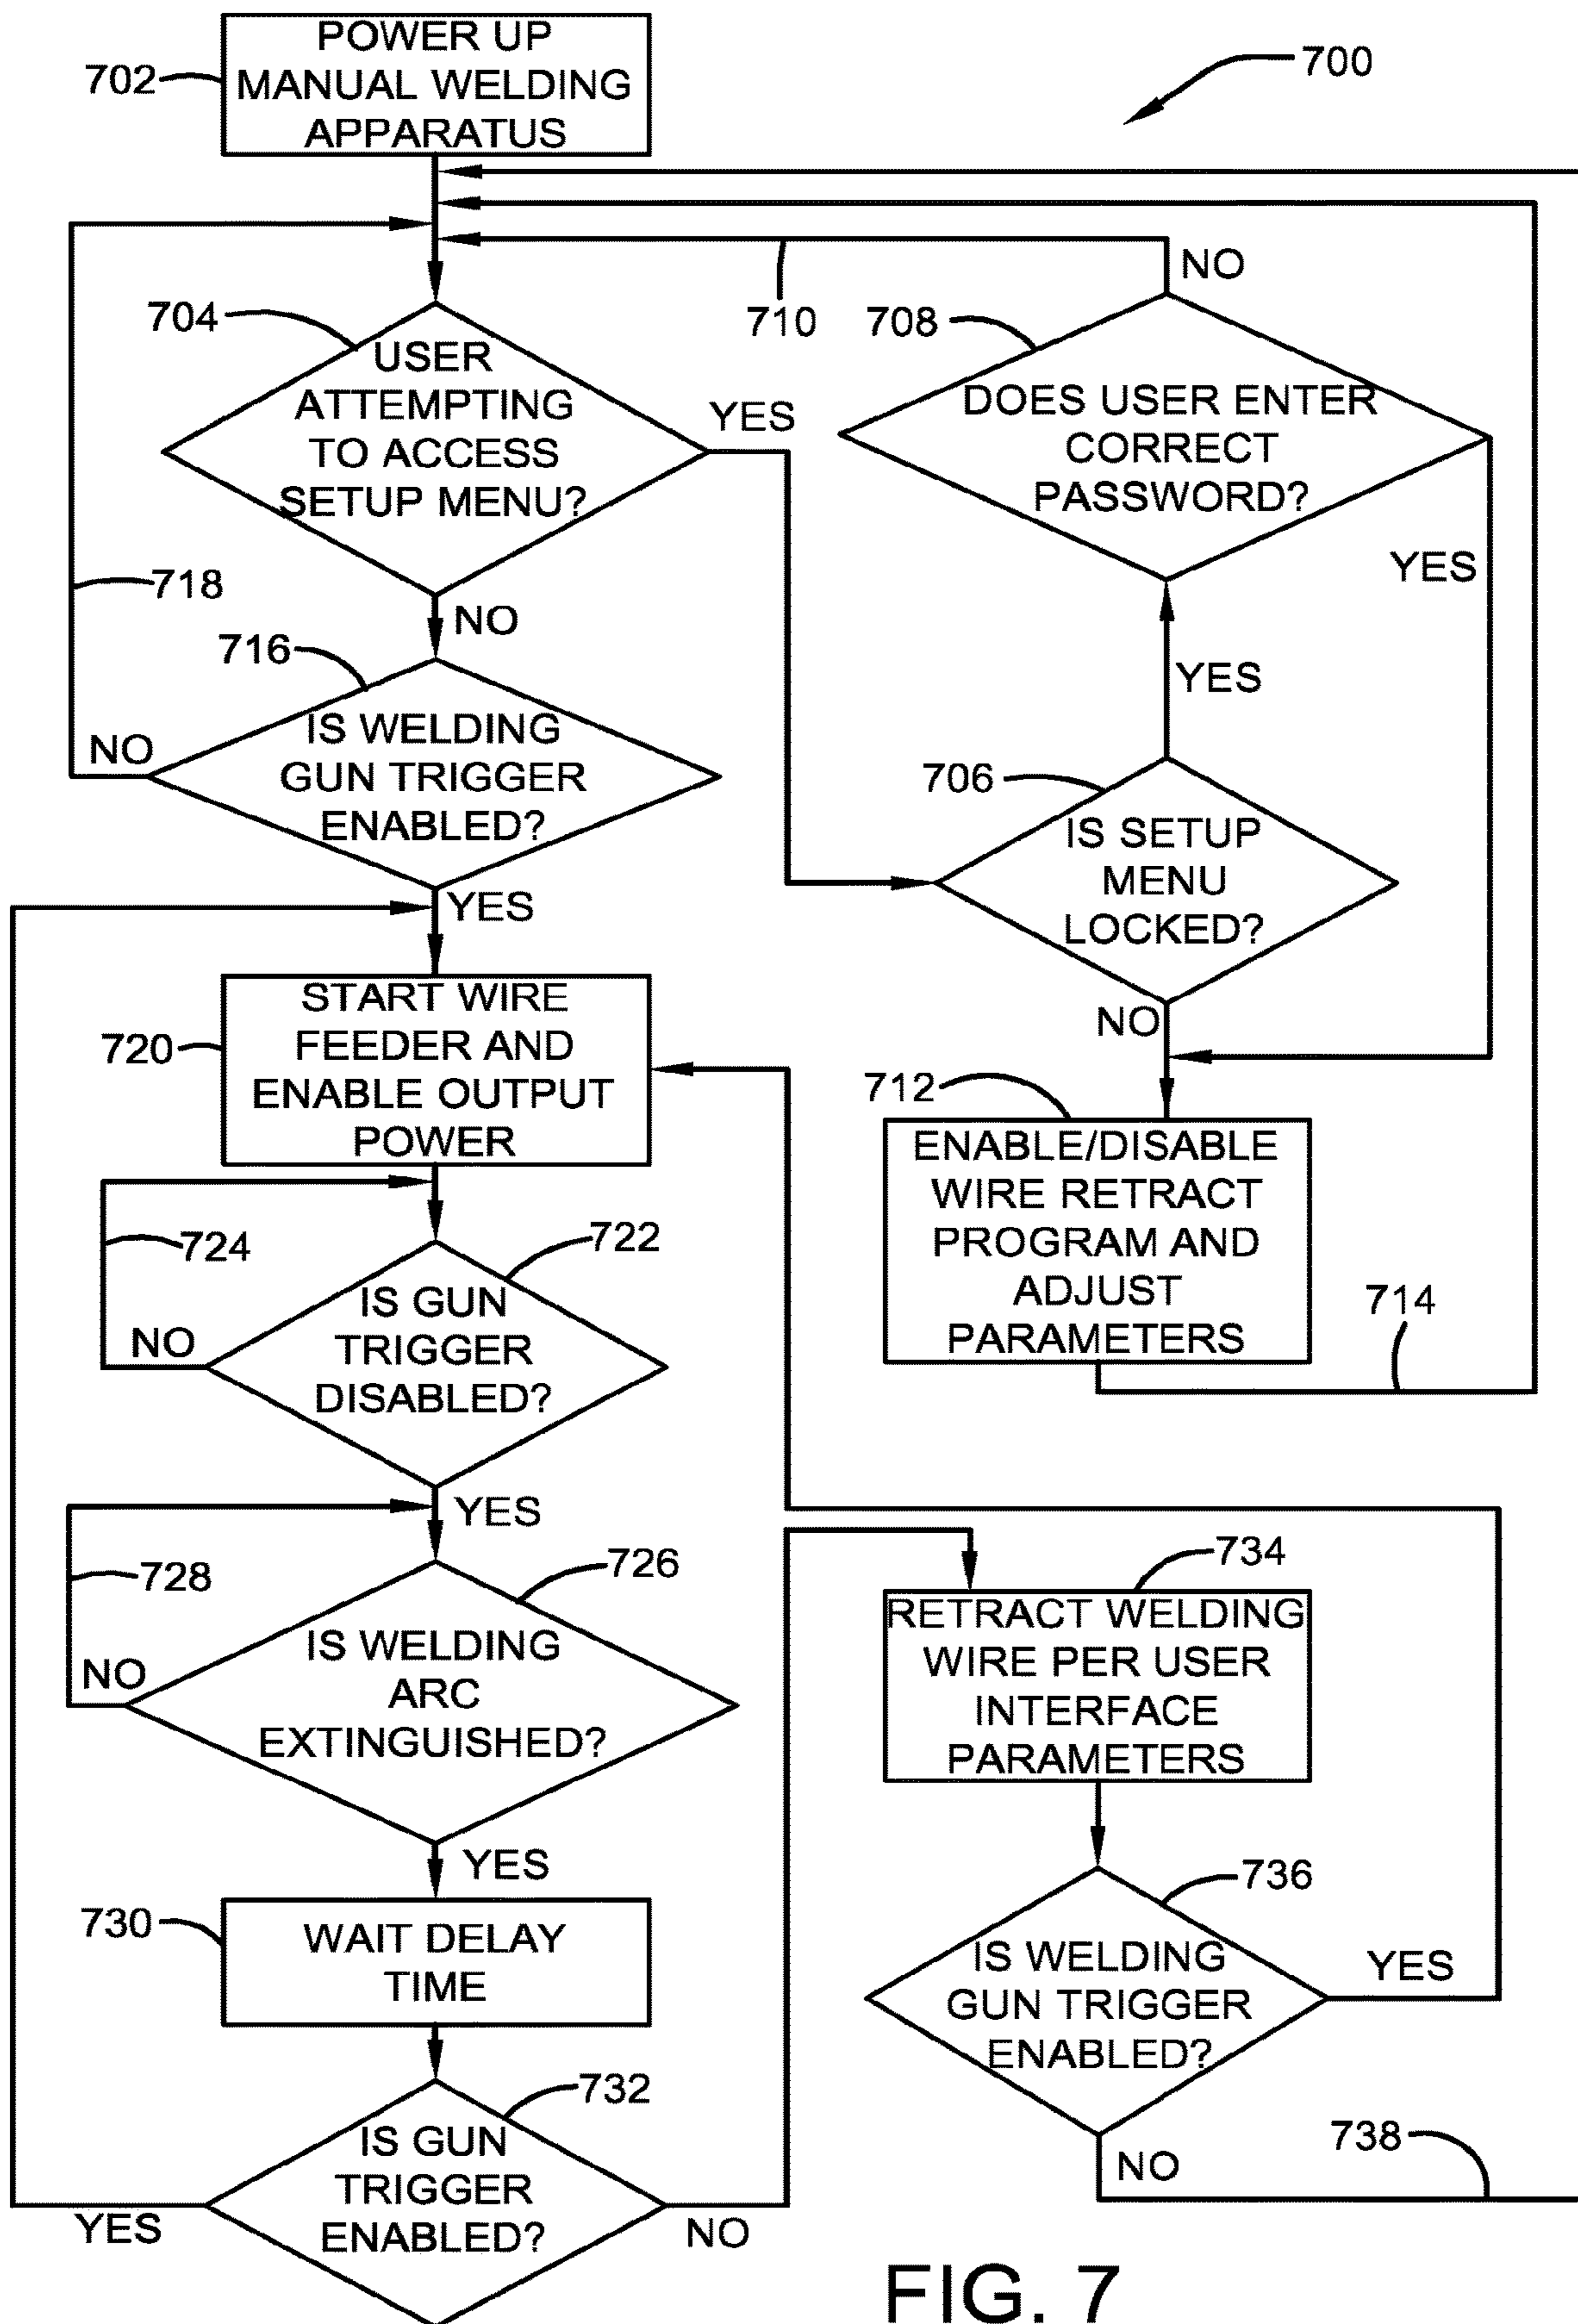 POWER UP
MANUAL WELDING
APPARATUS
702
700
710
NO
704
USER
ATTEMPTING
TO ACCESS
SETUP MENU?
YES
NO
708
DOES USER ENTER
CORRECT
PASSWORD?
YES
718
716
IS WELDING
GUN TRIGGER
ENABLED?
NO
YES
YES
706
IS SETUP
MENU
LOCKED?
NO
720
START WIRE
FEEDER AND
ENABLE OUTPUT
POWER
712
ENABLE/DISABLE
WIRE RETRACT
PROGRAM AND
ADJUST
PARAMETERS
714
724
722
IS GUN
TRIGGER
DISABLED?
NO
YES
728
726
IS WELDING
ARC
EXTINGUISHED?
NO
YES
734
RETRACT WELDING
WIRE PER USER
INTERFACE
PARAMETERS
730
WAIT DELAY
TIME
736
IS WELDING
GUN TRIGGER
ENABLED?
YES
NO
738
732
IS GUN
TRIGGER
ENABLED?
YES
NO
FIG. 7